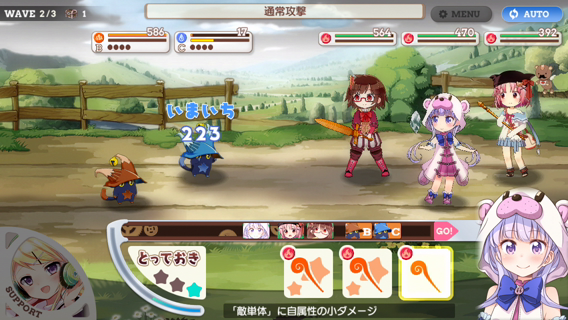 WAVE 2/3 1
通常攻撃
MENU
AUTO
B 586
C 17
564
470
392
いまいち
223
B C GO!
とっておき
SUPPORT
「敵単体」に自属性の小ダメージ